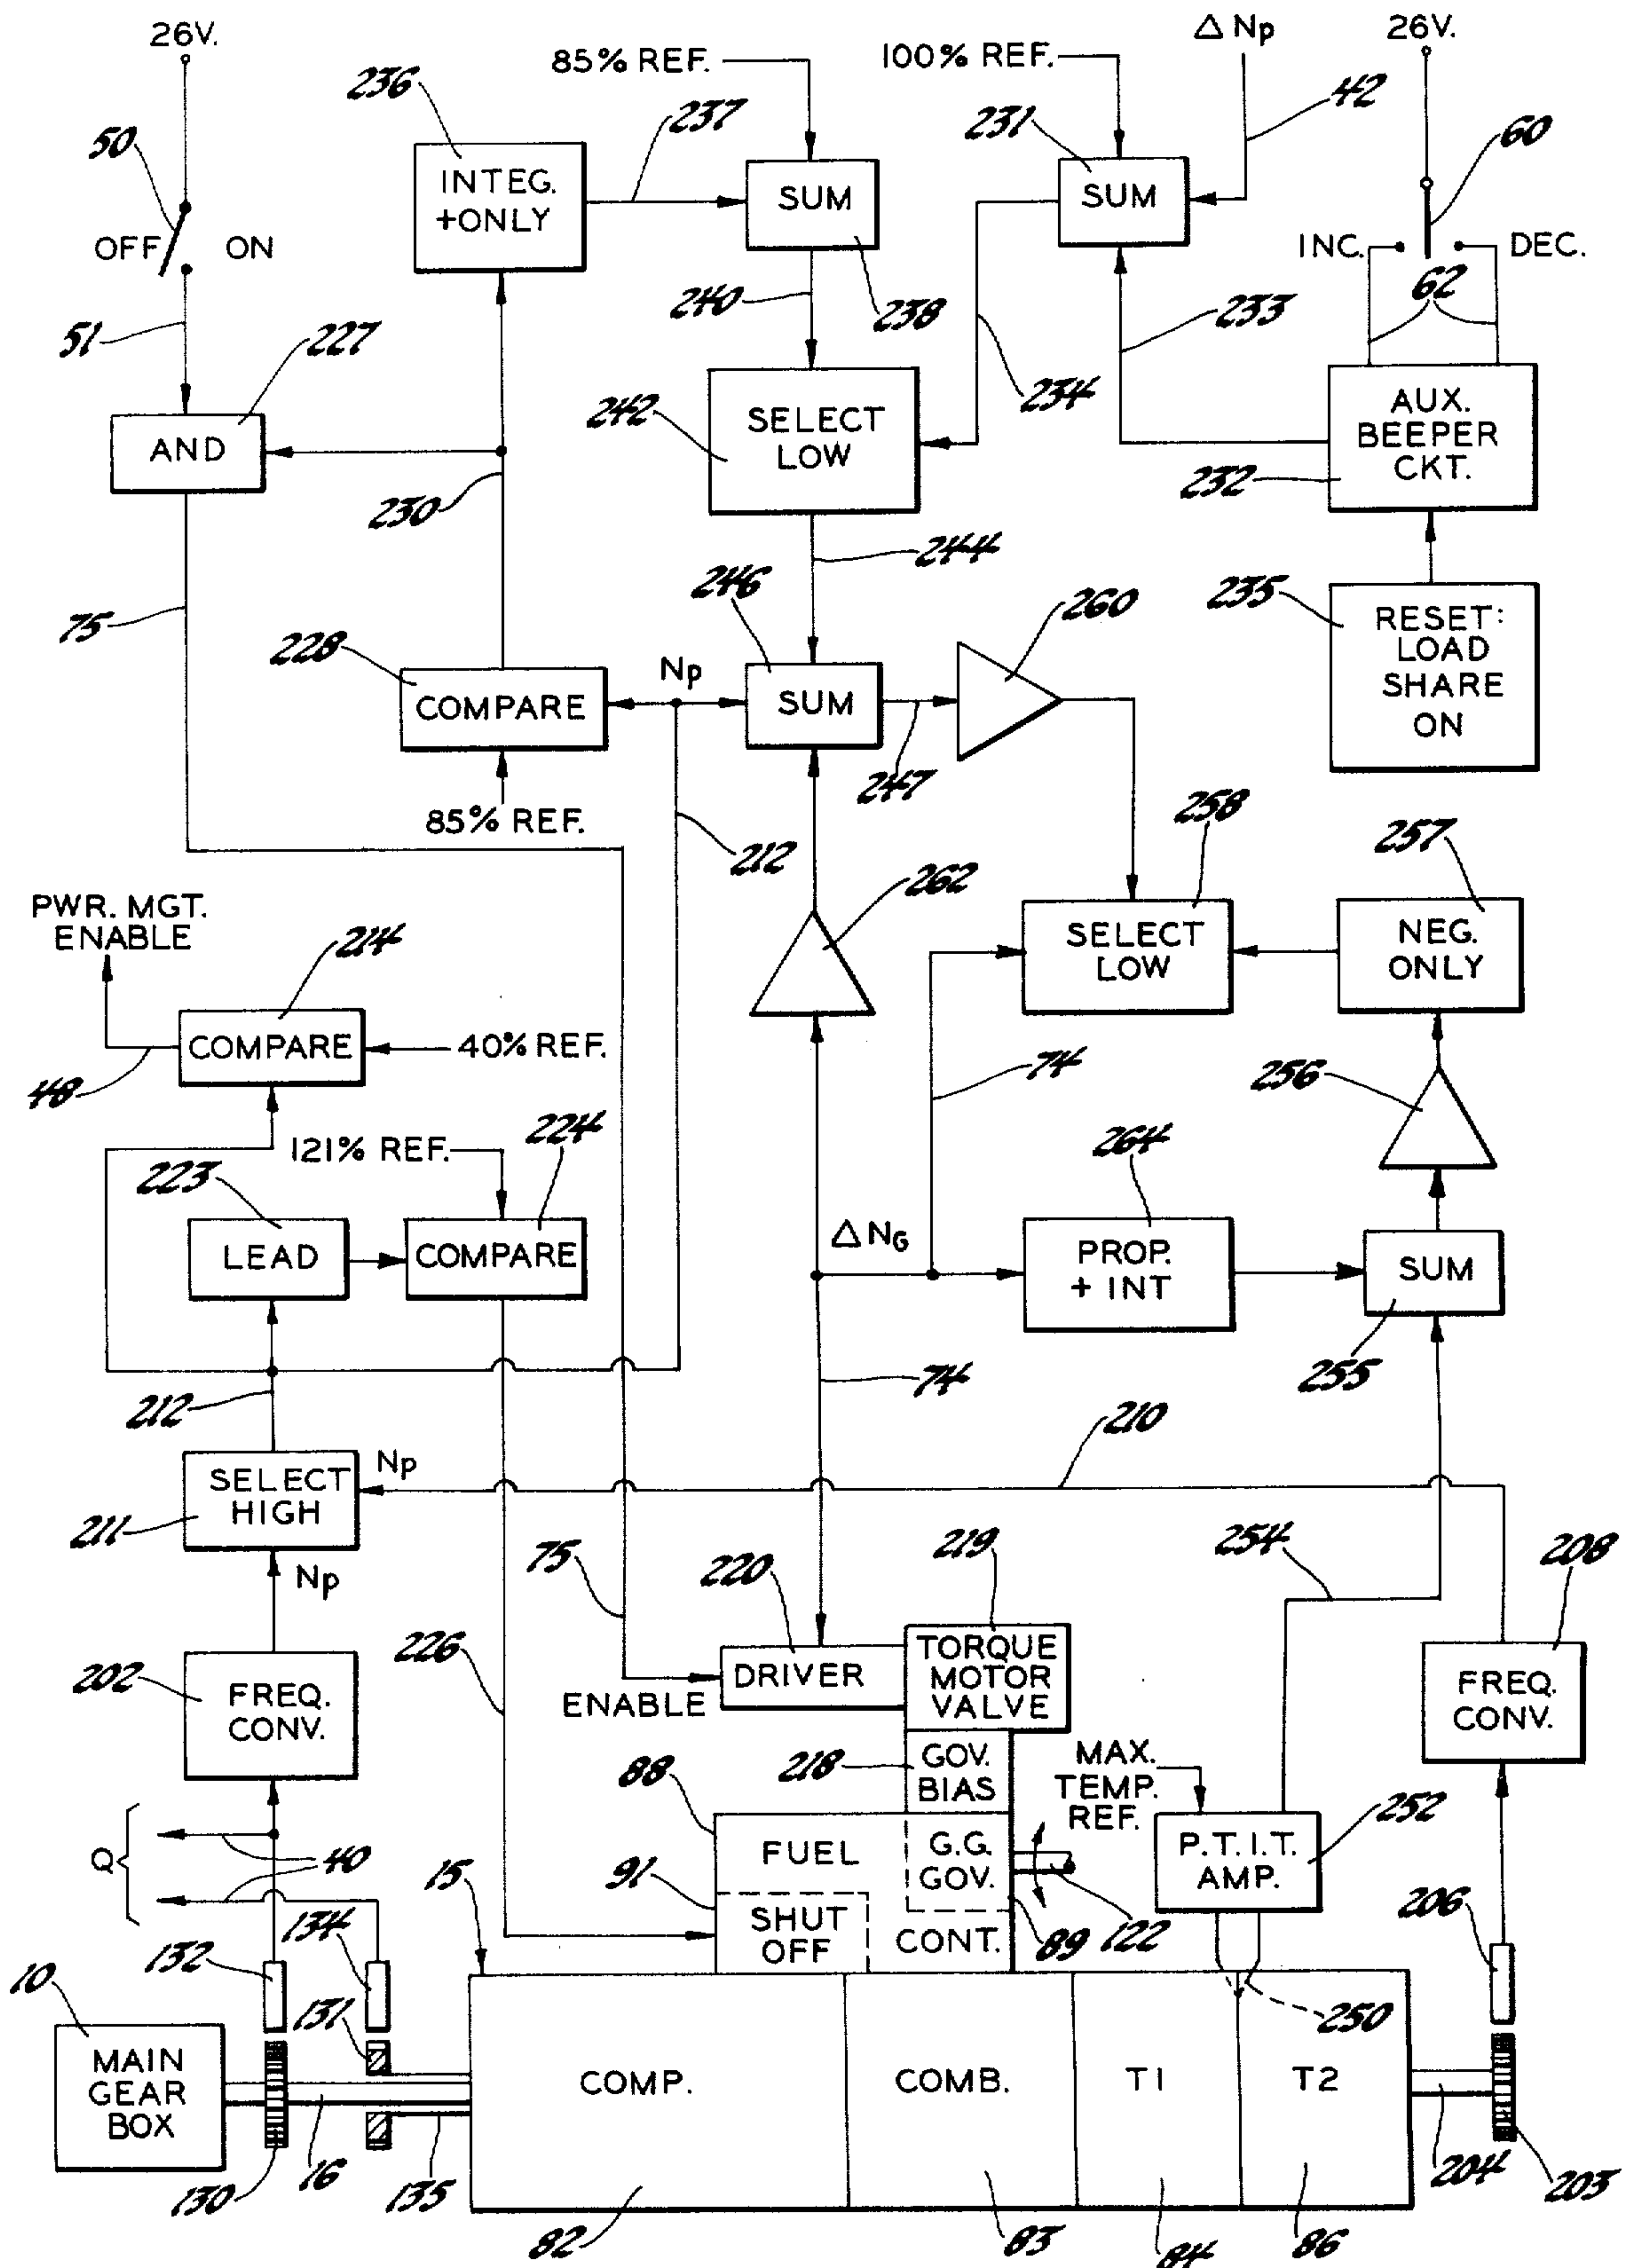 26V.
85% REF.
100% REF.
Δ Np
26V.
236
237
231
42
50
60
INTEG.
+ONLY
SUM
SUM
OFF
ON
INC.
DEC.
62
240
238
233
51
227
234
242
SELECT
LOW
AUX.
BEEPER
CKT.
AND
232
230
244
246
260
235
RESET:
LOAD
SHARE
ON
75
228
Np
COMPARE
SUM
247
85% REF.
212
258
257
262
PWR. MGT.
ENABLE
214
SELECT
LOW
NEG.
ONLY
COMPARE
40% REF.
48
74
256
121% REF.
224
223
264
Δ NG
LEAD
COMPARE
PROP.
+ INT
SUM
74
255
212
210
Np
SELECT
HIGH
211
Np
75
220
219
254
208
226
TORQUE
MOTOR
VALVE
DRIVER
202
FREQ.
CONV.
ENABLE
FREQ.
CONV.
88
218
GOV.
BIAS
MAX.
TEMP.
REF.
252
Q
40
FUEL
G.G.
GOV.
P.T.I.T.
AMP.
15
91
134
SHUT
OFF
CONT.
89
122
206
132
10
131
250
MAIN
GEAR
BOX
COMP.
COMB.
T1
T2
130
16
135
204
203
82
83
84
86